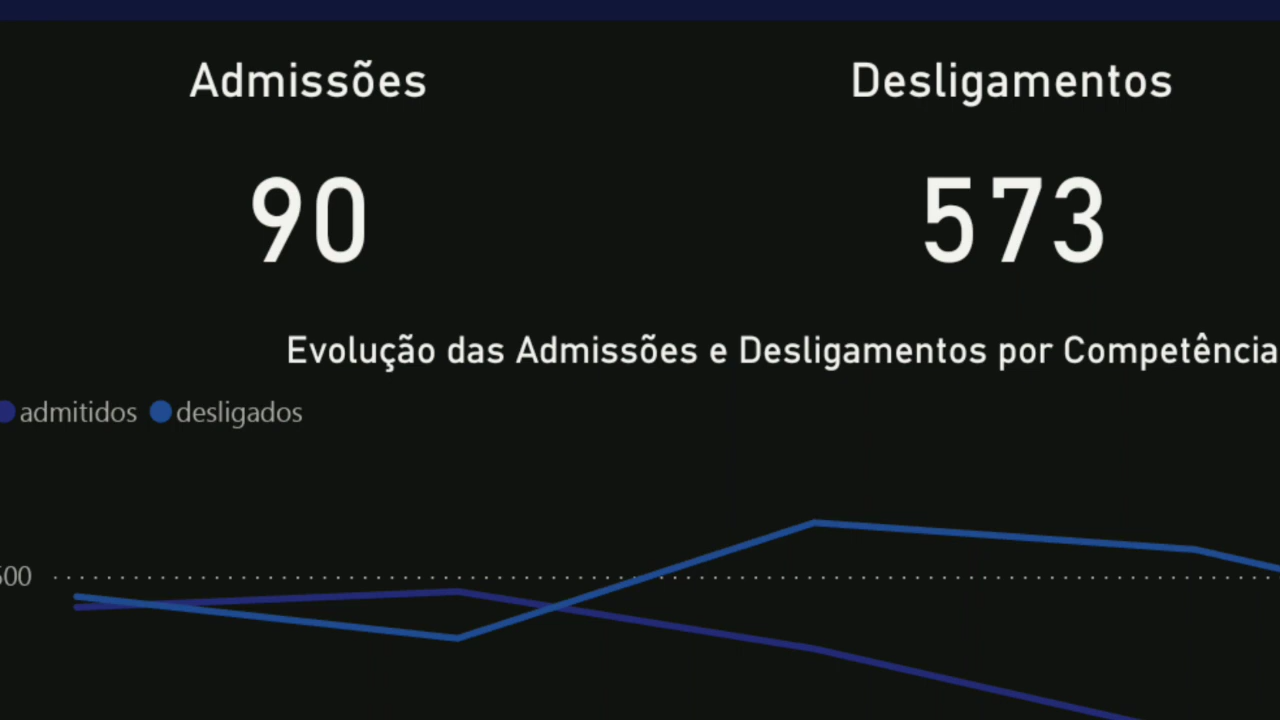 Admissões
Desligamentos
90
573
Evolução das Admissões e Desligamentos por Competência
admitidos
desligados